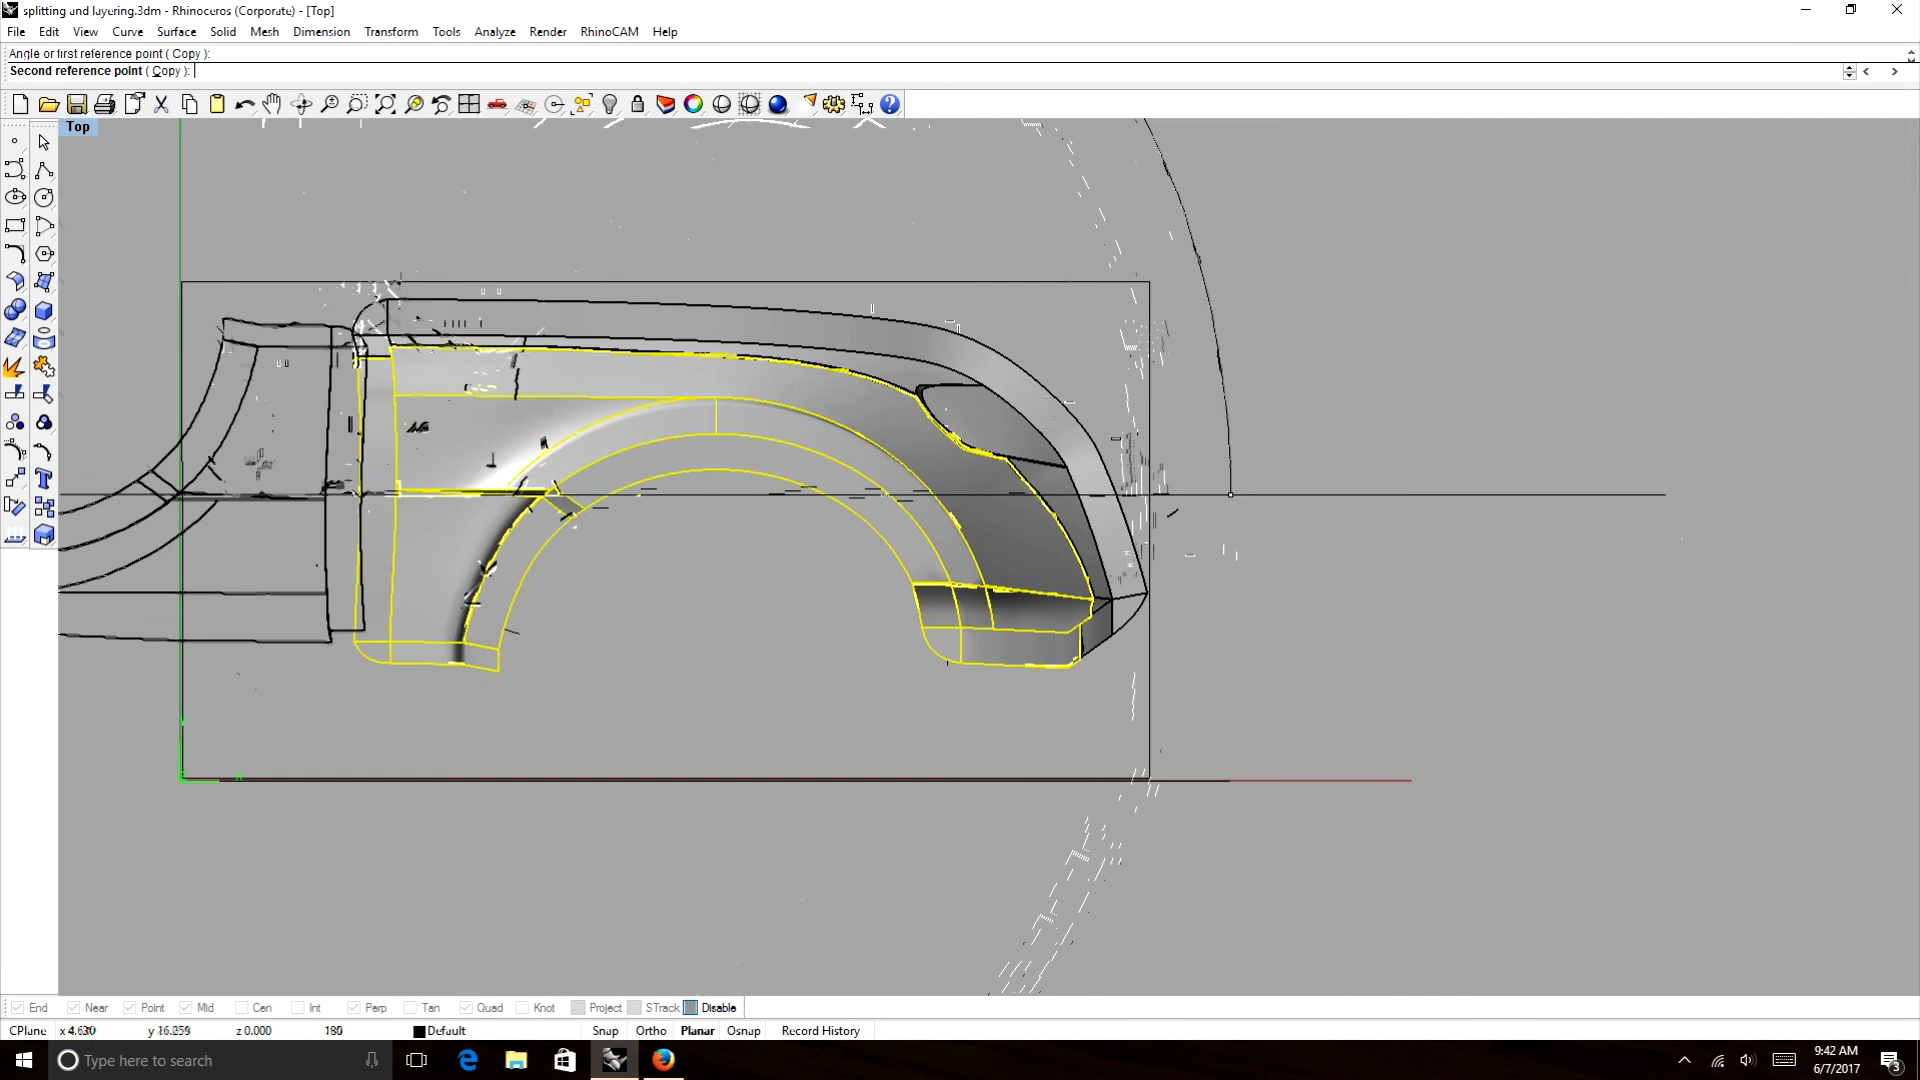 splitting and layering.3dm - Rhinoceros (Corporate) - [Top]
File Edit View Curve Surface Solid Mesh Dimension Transform Tools Analyze Render RhinoCAM Help
Angle or first reference point ( Copy ):
Second reference point ( Copy ):
Top
End Near Point Mid Cen Int Perp Tan Quad Knot Project STrack Disable
CPlane x 4.630 y 16.259 z 0.000 180 Default Snap Ortho Planar Osnap Record History
Type here to search
9:42 AM
6/7/2017
3